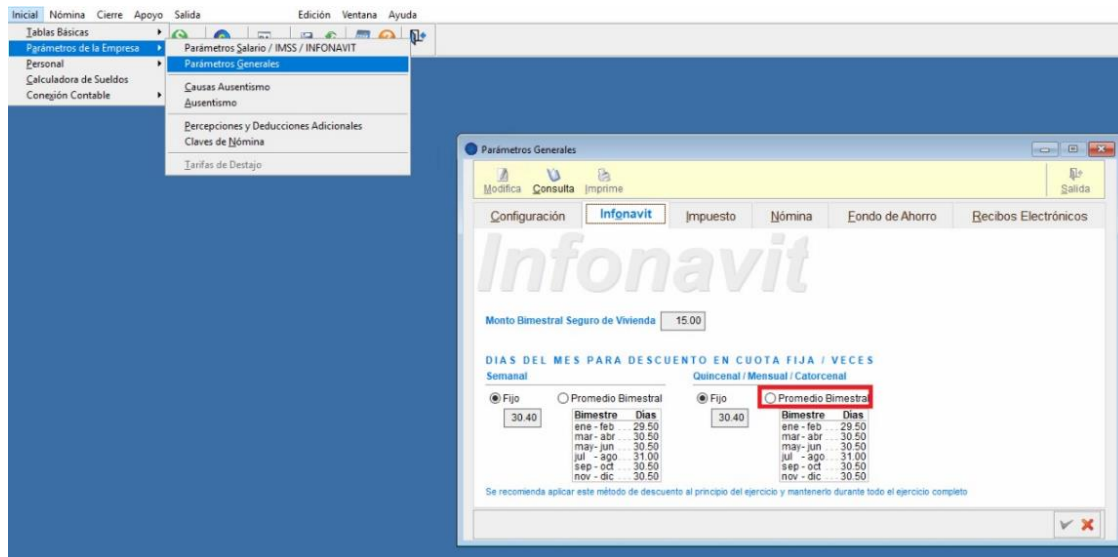 Inicial Nómina Cierre Apoyo Salida Edición Ventana Ayuda
Tablas Básicas
Parámetros de la Empresa
Personal
Calculadora de Sueldos
Conexión Contable
Parámetros Salario / IMSS / INFONAVIT
Parámetros Generales
Causas Ausentismo
Ausentismo
Percepciones y Deducciones Adicionales
Claves de Nómina
Tarifas de Destajo
Parámetros Generales
Modifica Consulta Imprime Salida
Configuración Infonavit Impuesto Nómina Fondo de Ahorro Recibos Electrónicos
Infonavit
Monto Bimestral Seguro de Vivienda 15.00
DIAS DEL MES PARA DESCUENTO EN CUOTA FIJA / VECES
Semanal Quincenal / Mensual / Catorcenal
Fijo Promedio Bimestral Fijo Promedio Bimestral
30.40 Bimestre Dias 30.40 Bimestre Dias
ene - feb ... 29.50 ene - feb ... 29.50
mar - abr ... 30.50 mar - abr ... 30.50
may - jun ... 30.50 may - jun ... 30.50
jul - ago ... 31.00 jul - ago ... 31.00
sep - oct ... 30.50 sep - oct ... 30.50
nov - dic ... 30.50 nov - dic ... 30.50
Se recomienda aplicar este método de descuento al principio del ejercicio y mantenerlo durante todo el ejercicio completo